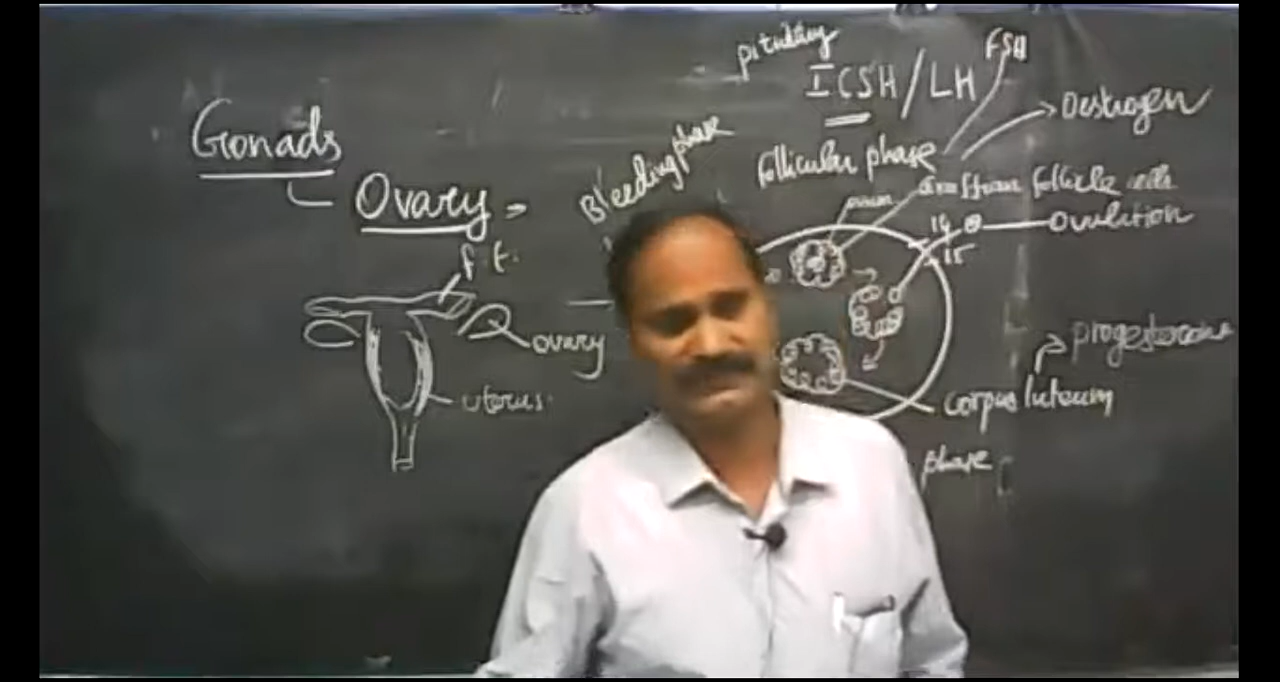 Gonads
Ovary
f.t.
ovary
uterus
pituitary
ICSH/LH
FSH
Oestrogen
Bleeding phase
Follicular phase
ovum
follicle cells
14
15
Ovulation
progesterone
corpus luteum
phase